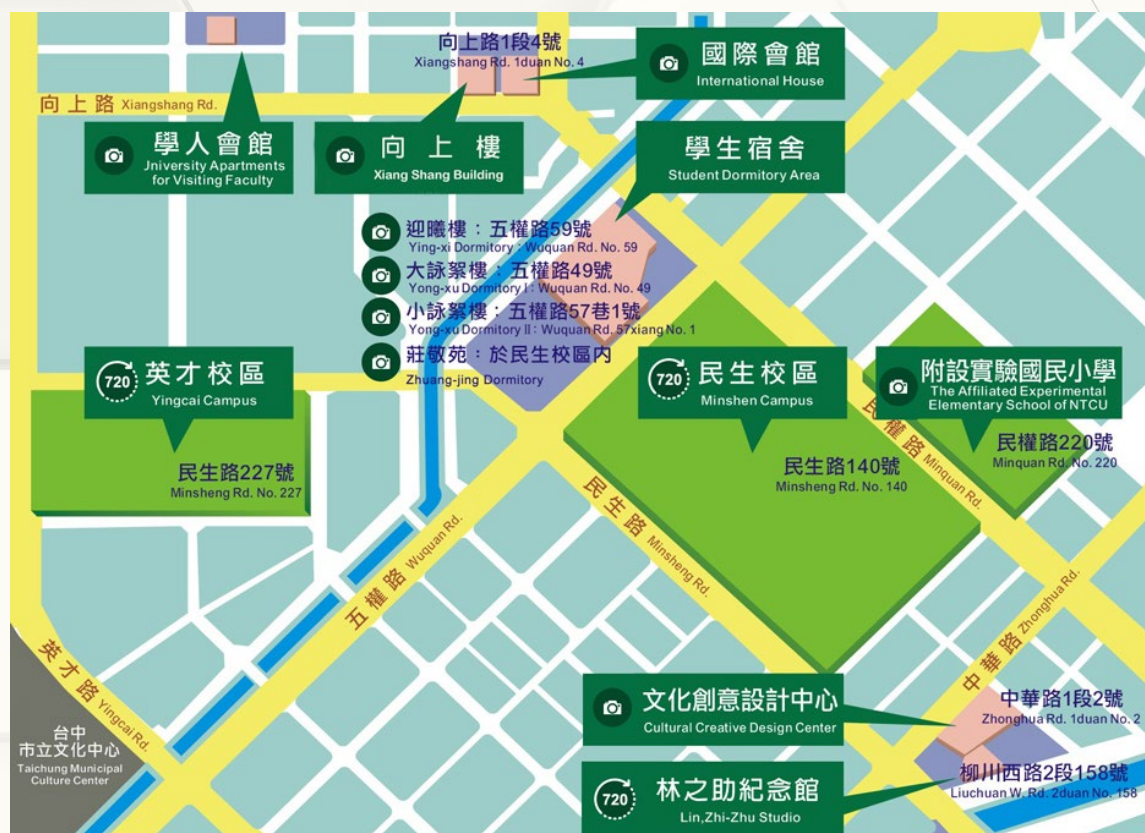 向上路1段4號
Xiangshang Rd. 1duan No. 4
國際會館
International House
向上路 Xiangshang Rd.
學人會館
Jniversity Apartments
for Visiting Faculty
向上樓
Xiang Shang Building
學生宿舍
Student Dormitory Area
迎曦樓：五權路59號
Ying-xi Dormitory : Wuquan Rd. No. 59
大詠絮樓：五權路49號
Yong-xu Dormitory I : Wuquan Rd. No. 49
小詠絮樓：五權路57巷1號
Yong-xu Dormitory II : Wuquan Rd. 57xiang No. 1
莊敬苑：於民生校區內
Zhuang-jing Dormitory
720
英才校區
Yingcai Campus
民生路227號
Minsheng Rd. No. 227
720
民生校區
Minshen Campus
民生路140號
Minsheng Rd. No. 140
附設實驗國民小學
The Affiliated Experimental
Elementary School of NTCU
民權路220號
Minquan Rd. No. 220
民權路 Minquan Rd.
五權路 Wuquan Rd.
民生路 Minsheng Rd.
中華路 Zhonghua Rd.
英才路 Yingcai Rd.
台中
市立文化中心
Taichung Municipal
Culture Center
文化創意設計中心
Cultural Creative Design Center
中華路1段2號
Zhonghua Rd. 1duan No. 2
720
林之助紀念館
Lin,Zhi-Zhu Studio
柳川西路2段158號
Liuchuan W. Rd. 2duan No. 158